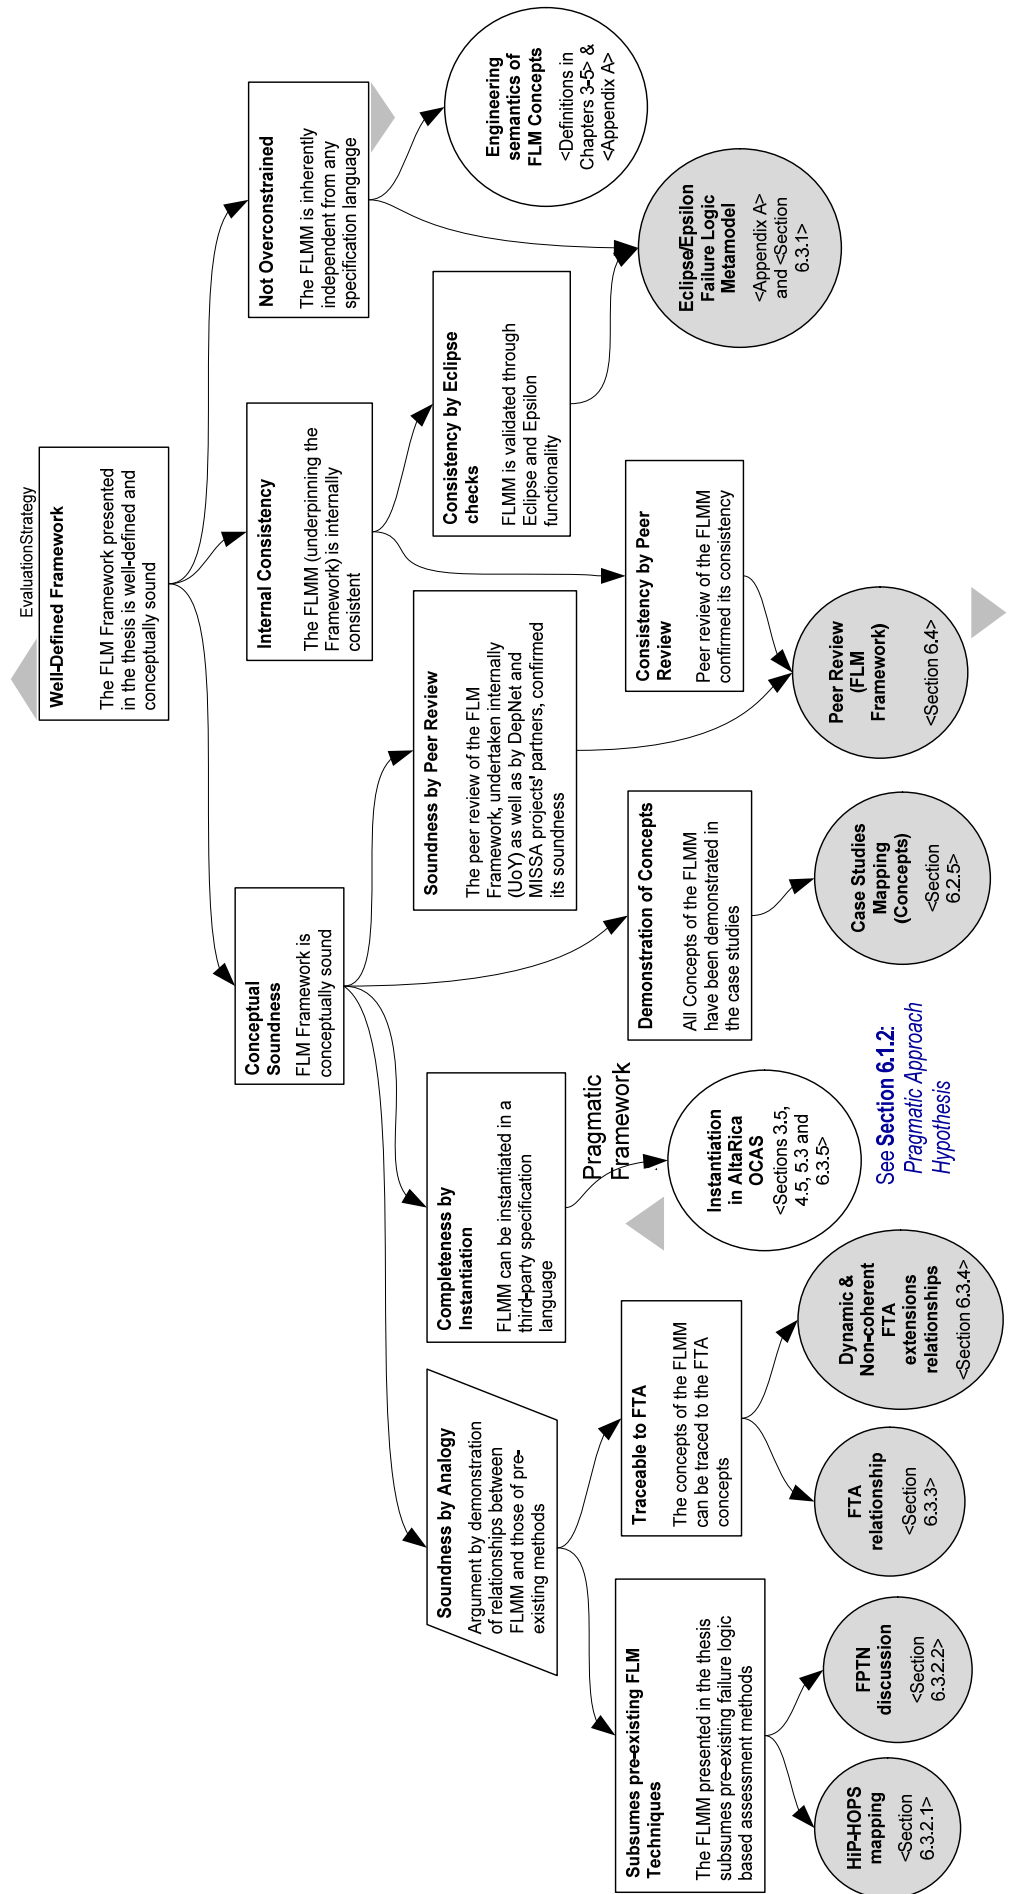 EvaluationStrategy
Well-Defined Framework
The FLM Framework presented
in the thesis is well-defined and
conceptually sound
Conceptual
Soundness
FLM Framework is
conceptually sound
Internal Consistency
The FLMM (underpinning the
Framework) is internally
consistent
Not Overconstrained
The FLMM is inherently
independent from any
specification language
Soundness by Analogy
Argument by demonstration
of relationships between
FLMM and those of pre-
existing methods
Completeness by
Instantiation
FLMM can be instantiated in a
third-party specification
language
Soundness by Peer Review
The peer review of the FLM
Framework, undertaken internally
(UoY) as well as by DepNet and
MISSA projects' partners, confirmed
its soundness
Consistency by Eclipse
checks
FLMM is validated through
Eclipse and Epsilon
functionality
Engineering
semantics of
FLM Concepts
<Definitions in
Chapters 3-5> &
<Appendix A>
Subsumes pre-existing FLM
Techniques
The FLMM presented in the thesis
subsumes pre-existing failure logic
based assessment methods
Traceable to FTA
The concepts of the FLMM
can be traced to the FTA
concepts
Pragmatic
Framework
Instantiation
in AltaRica
OCAS
<Sections 3.5,
4.5, 5.3 and
6.3.5>
Demonstration of Concepts
All Concepts of the FLMM
have been demonstrated in
the case studies
Consistency by Peer
Review
Peer review of the FLMM
confirmed its consistency
Eclipse/Epsilon
Failure Logic
Metamodel
<Appendix A>
and <Section
6.3.1>
HiP-HOPS
mapping
<Section
6.3.2.1>
FPTN
discussion
<Section
6.3.2.2>
FTA
relationship
<Section
6.3.3>
Dynamic &
Non-coherent
FTA
extensions
relationships
<Section 6.3.4>
See Section 6.1.2:
Pragmatic Approach
Hypothesis
Case Studies
Mapping
(Concepts)
<Section
6.2.5>
Peer Review
(FLM
Framework)
<Section 6.4>